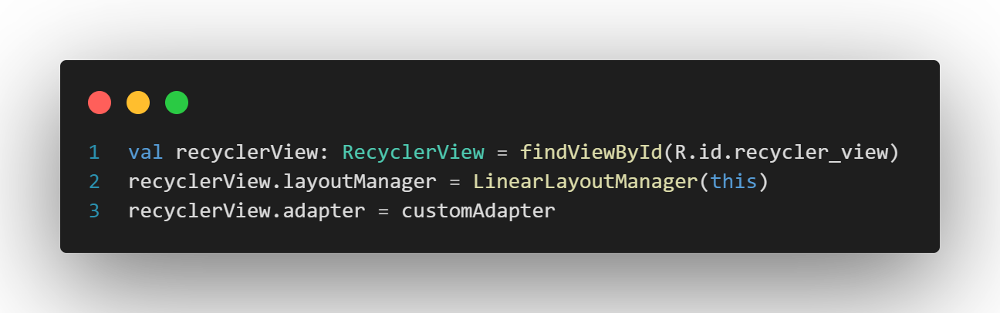 1 val recyclerView: RecyclerView = findViewById(R.id.recycler_view)
2 recyclerView.layoutManager = LinearLayoutManager(this)
3 recyclerView.adapter = customAdapter